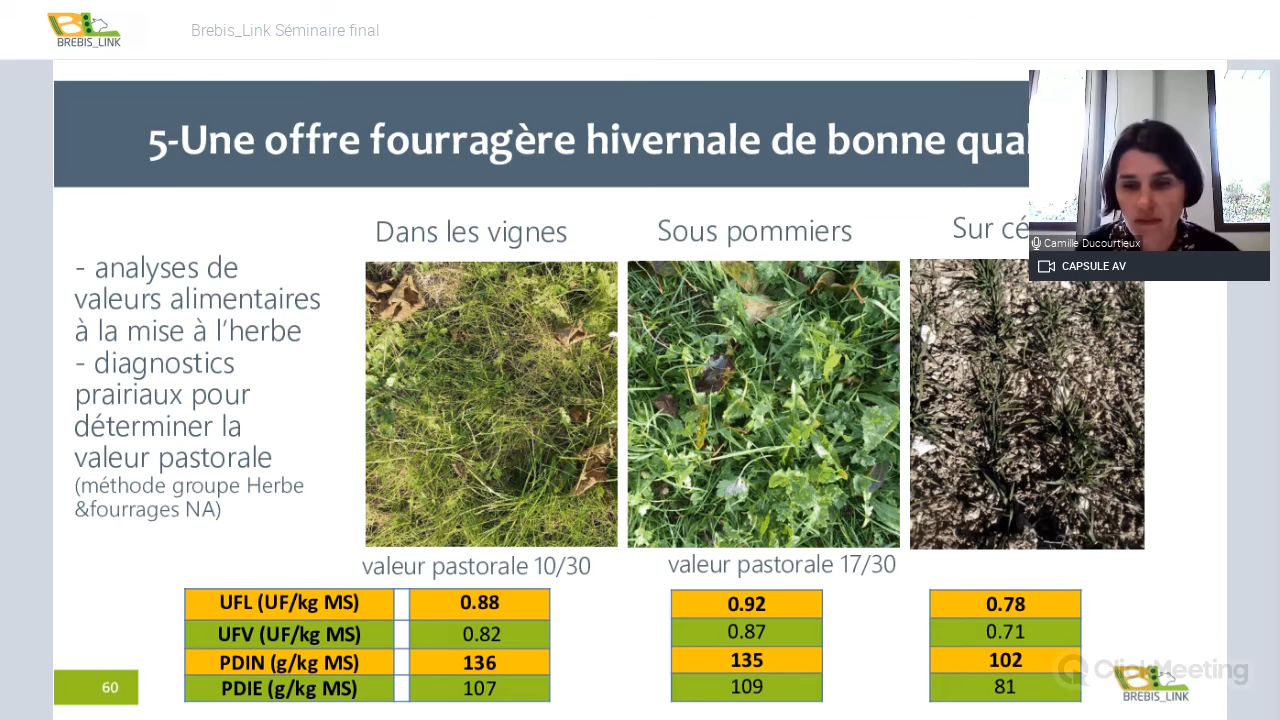 BREBIS_LINK
Brebis_Link Séminaire final
5-Une offre fourragère hivernale de bonne
Camille Ducourtieux
CAPSULE AV
Dans les vignes
Sous pommiers
Sur
- analyses de
valeurs alimentaires
à la mise à l'herbe
- diagnostics
prairiaux pour
déterminer la
valeur pastorale
(méthode groupe Herbe
&fourrages NA)
valeur pastorale 10/30
valeur pastorale 17/30
UFL (UF/kg MS) 0.88 0.92 0.78
UFV (UF/kg MS) 0.82 0.87 0.71
PDIN (g/kg MS) 136 135 102
PDIE (g/kg MS) 107 109 81
60
ClickMeeting
BREBIS_LINK